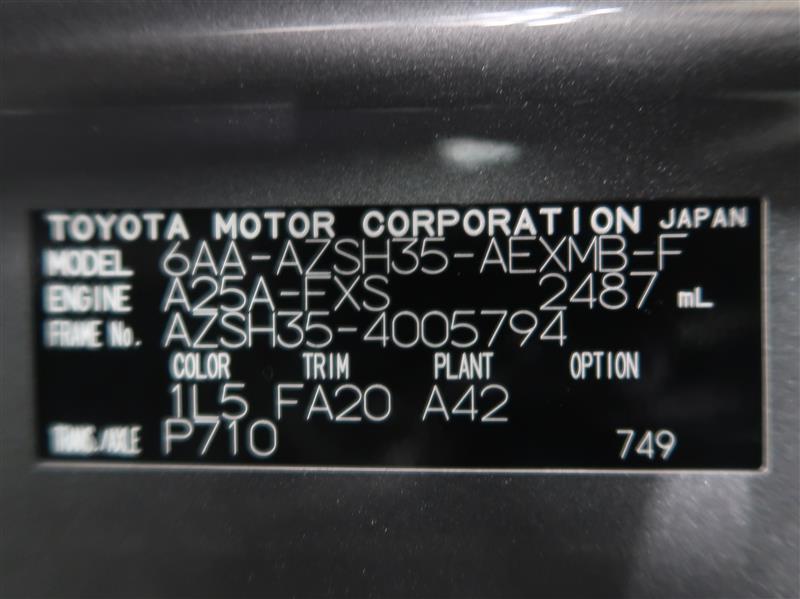 TOYOTA MOTOR CORPORATION JAPAN
MODEL 6AA-AZSH35-AEXMB-F
ENGINE A25A-FXS 2487 mL
FRAME No. AZSH35-4005794
COLOR TRIM PLANT OPTION
1L5 FA20 A42
TRANS./AXLE P710 749